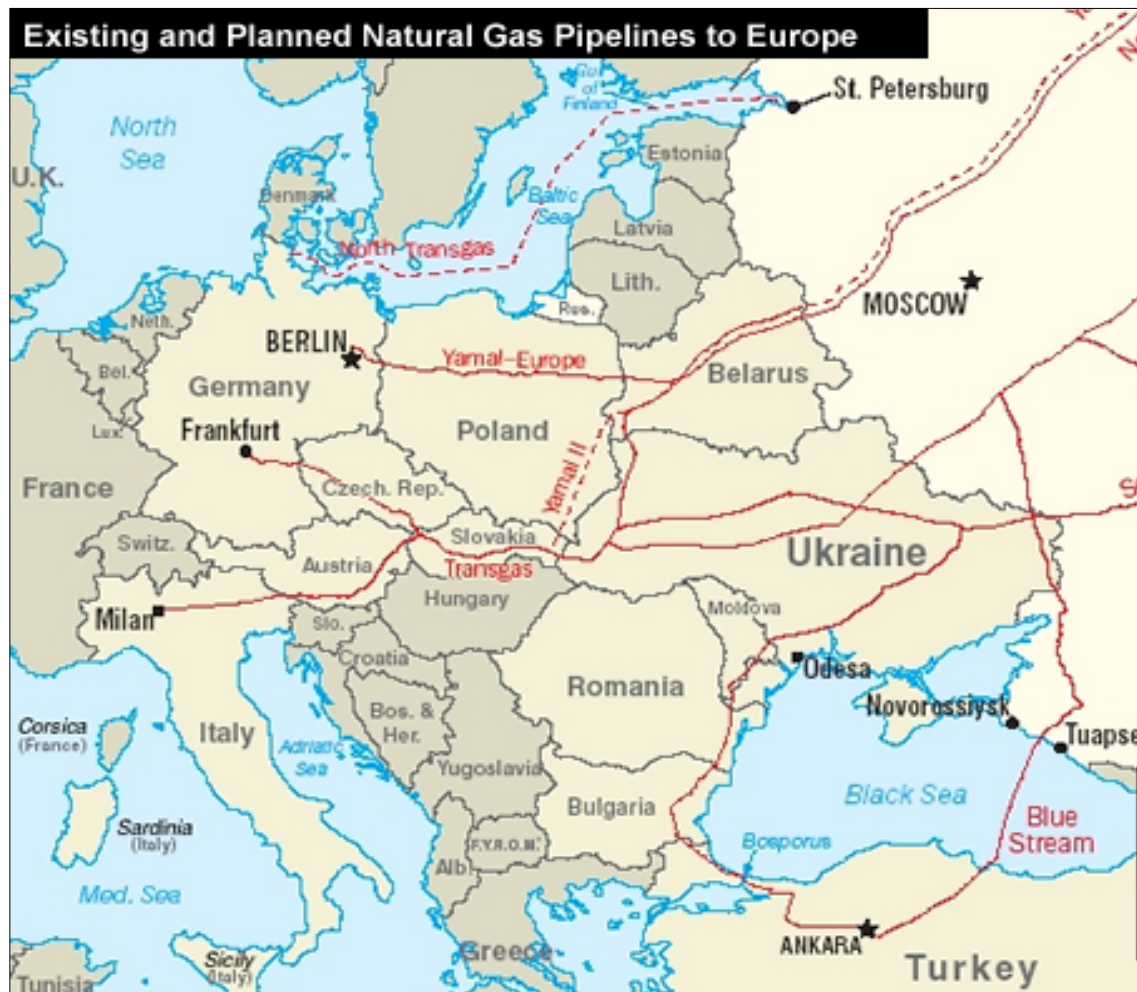 Existing and Planned Natural Gas Pipelines to Europe
Gu
of
Finland
St. Petersburg
North
Sea
Estonia
U.K.
Denmark
Baltic
Sea
Latvia
North Transgas
Lith.
MOSCOW
Rus.
Neth.
BERLIN
Yamal-Europe
Belarus
Bel.
Germany
Lux.
Frankfurt
Poland
Yamal II
France
Czech. Rep.
Slovakia
Switz.
Austria
Transgas
Ukraine
Hungary
Moldova
Milan
Slo.
Croatia
Odesa
Romania
Bos. &
Her.
Novorossiysk
Corsica
(France)
Italy
Adriatic
Sea
Tuapse
Yugoslavia
Black Sea
Bulgaria
Blue
Stream
Sardinia
(Italy)
F.Y.R.O.M.
Bosporus
Alb.
Med. Sea
ANKARA
Greece
Sicily
(Italy)
Turkey
Tunisia